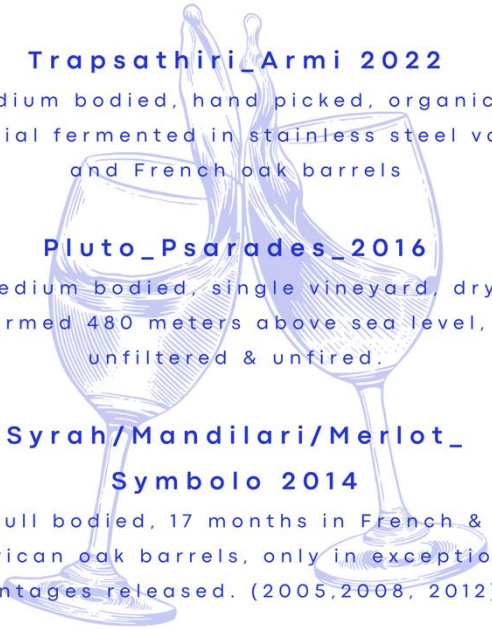 Trapsathiri_Armi 2022
dium bodied, hand picked, organic
ial fermented in stainless steel va
and French oak barrels
Pluto_Psarades_2016
edium bodied, single vineyard, dry
armed 480 meters above sea level,
unfiltered & unfired.
Syrah/Mandilari/Merlot_
Symbolo 2014
ull bodied, 17 months in French &
rican oak barrels, only in exceptio
ntages released. (2005,2008, 2012)